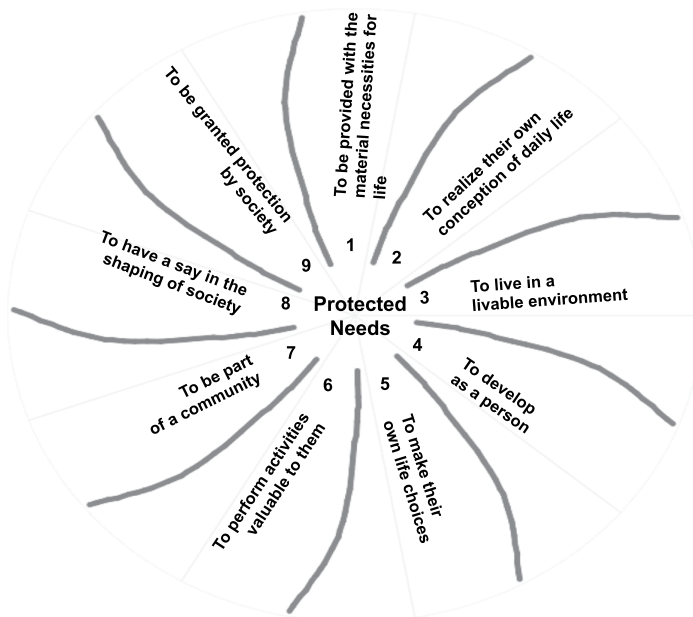 Protected
Needs
1
To be provided with the
material necessities for
life
2
To realize their own
conception of daily life
3
To live in a
livable environment
4
To develop
as a person
5
To make their
own life choices
6
To perform activities
valuable to them
7
To be part
of a community
8
To have a say in the
shaping of society
9
To be granted protection
by society